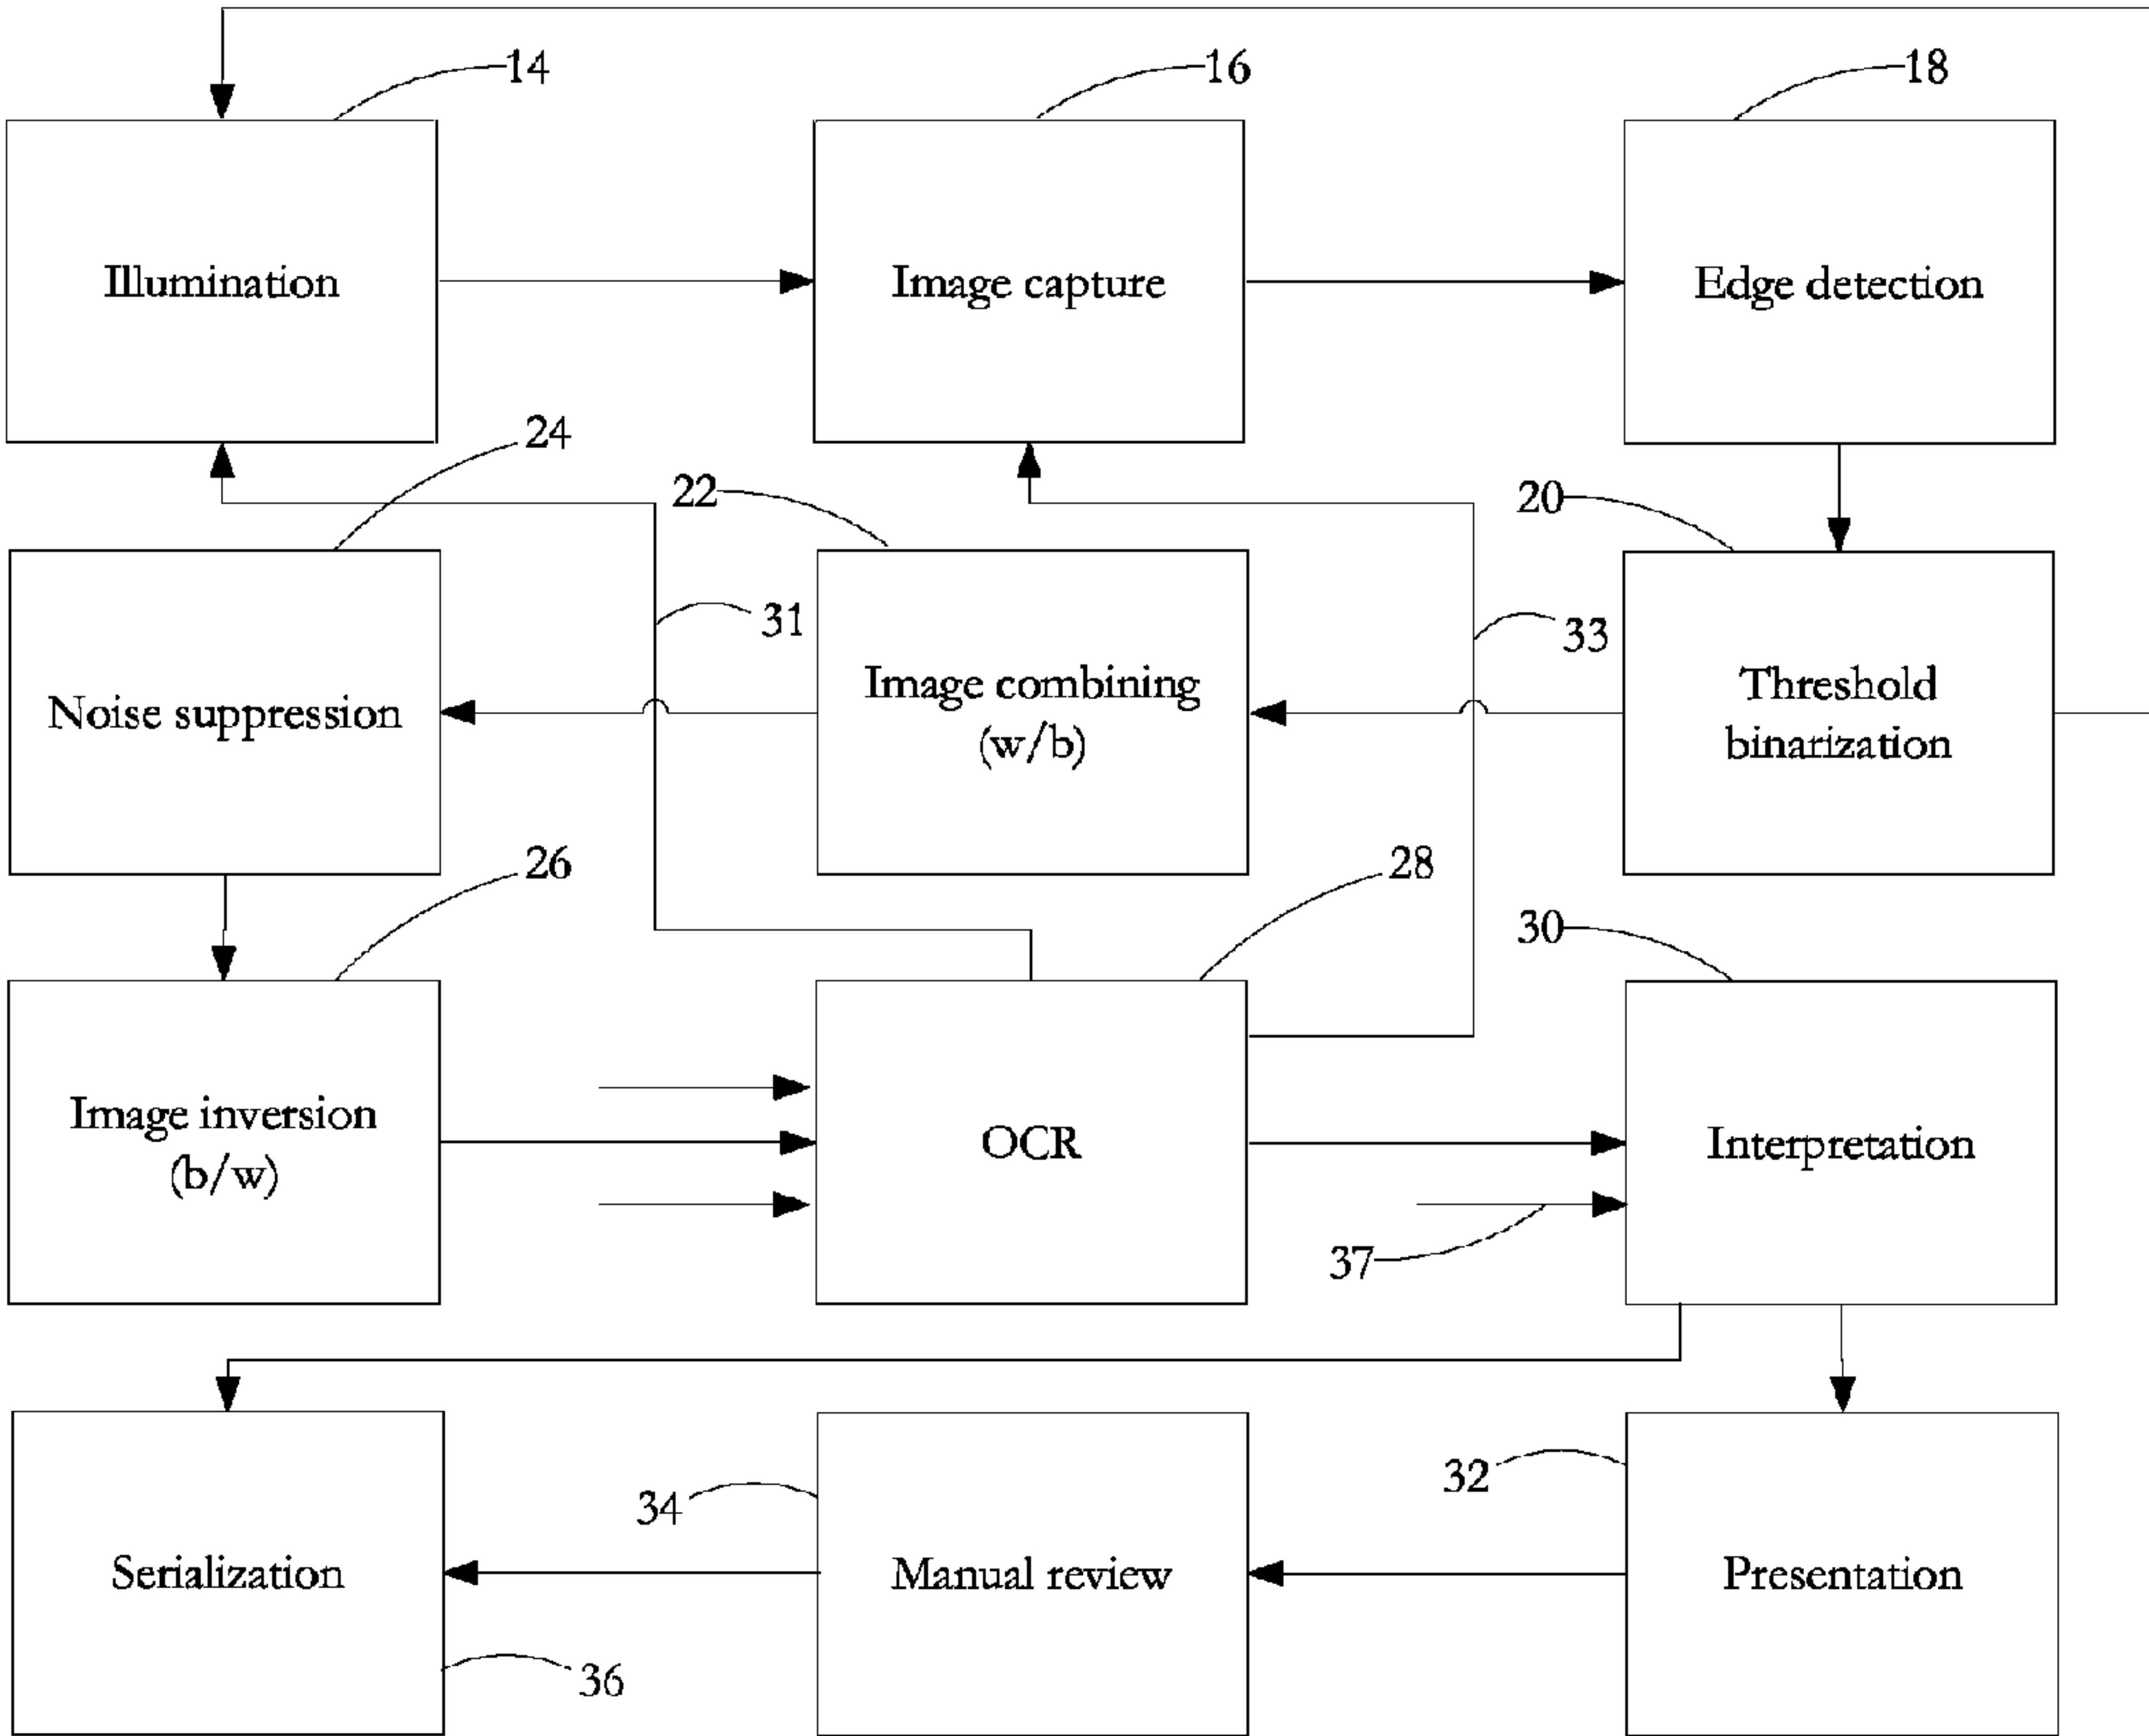 14
16
18
Illumination
Image capture
Edge detection
24
22
20
31
33
Noise suppression
Image combining
(w/b)
Threshold
binarization
26
28
30
Image inversion
(b/w)
OCR
Interpretation
37
34
32
Serialization
Manual review
Presentation
36